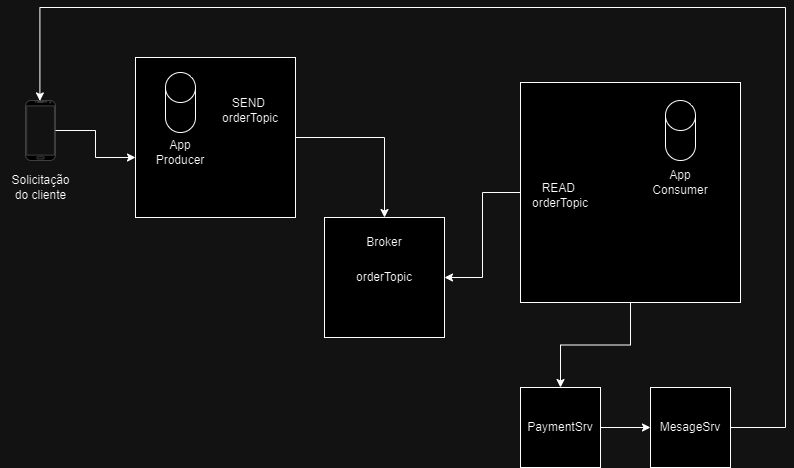 Solicitação
do cliente
App
Producer
SEND
orderTopic
Broker
orderTopic
READ
orderTopic
App
Consumer
PaymentSrv
MesageSrv